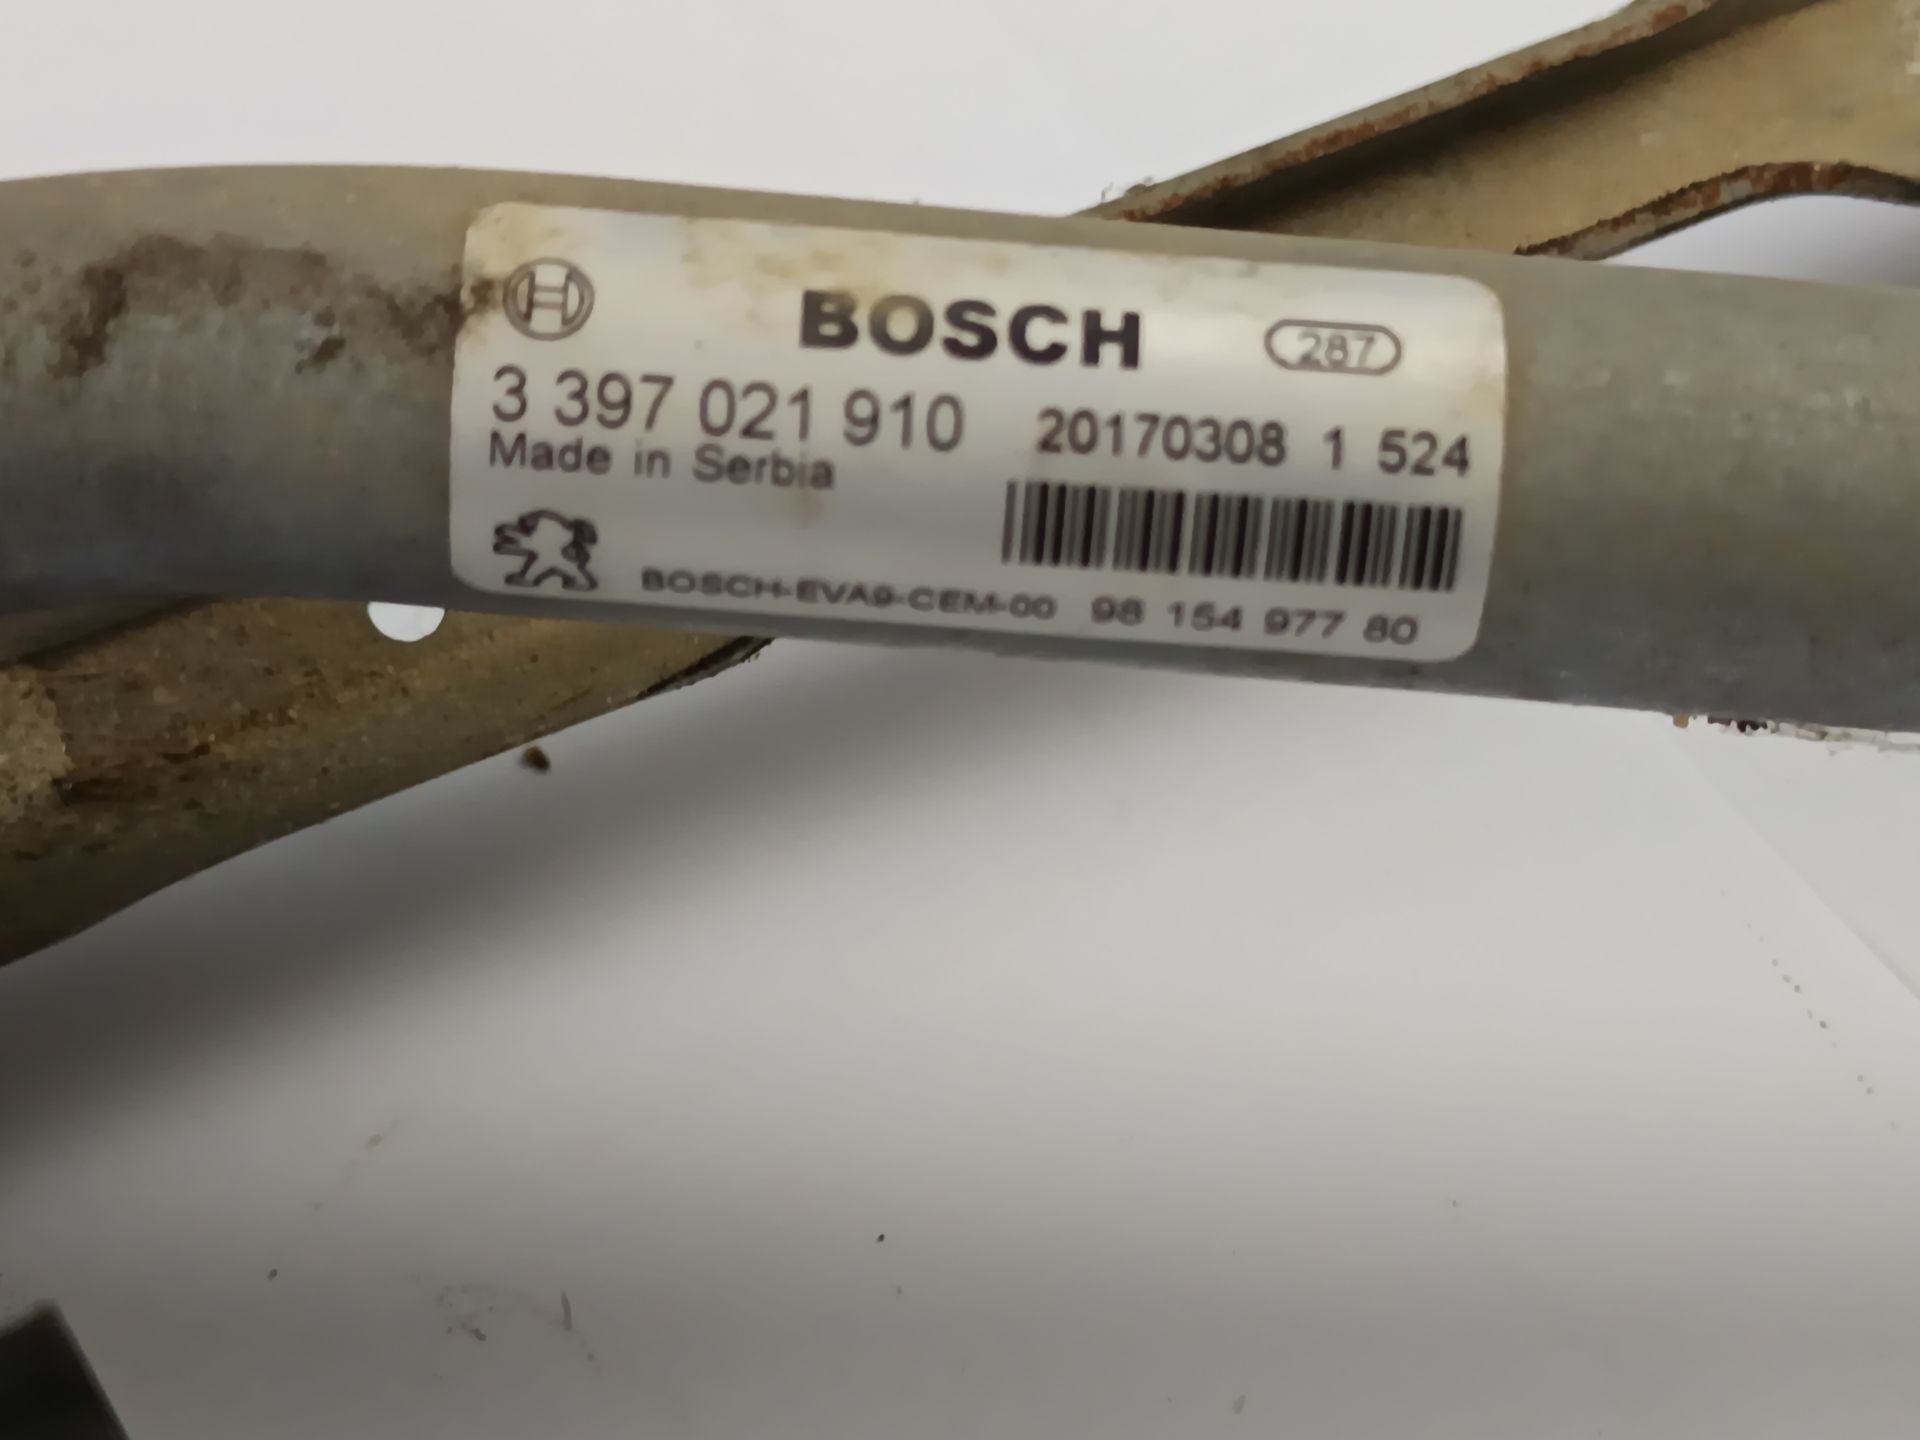 BOSCH 287
3 397 021 910 20170308 1 524
Made in Serbia
BOSCH-EVA9-CEM-00 98 154 977 80